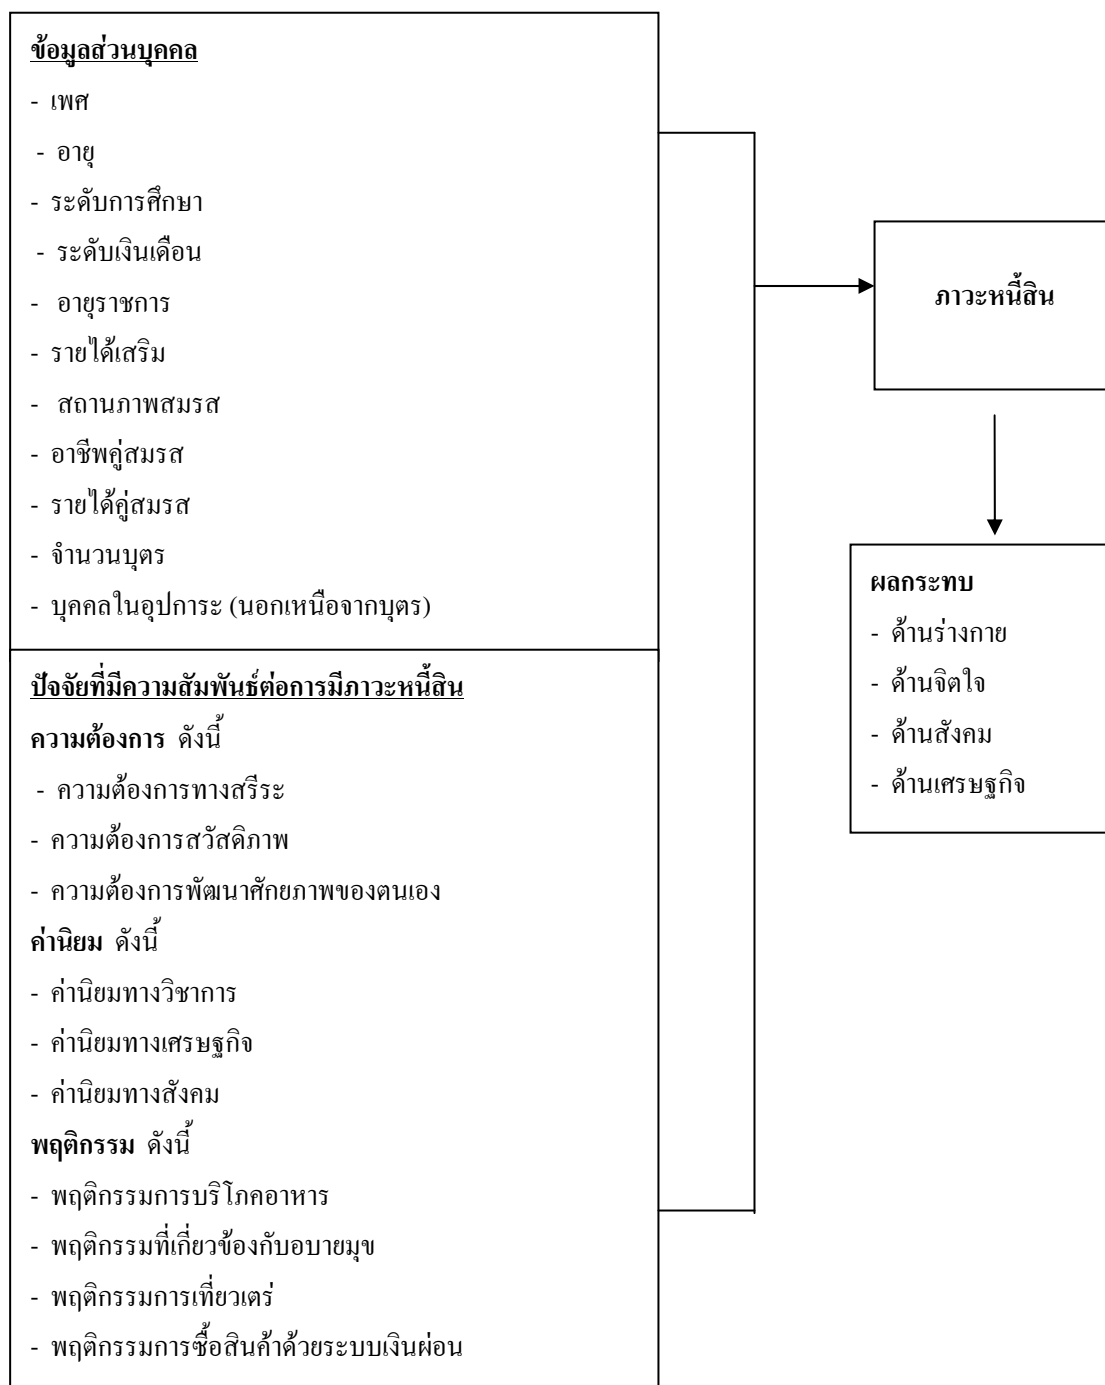 ข้อมูลส่วนบุคคล
- เพศ
- อายุ
- ระดับการศึกษา
- ระดับเงินเดือน
- อายุราชการ
- รายได้เสริม
- สถานภาพสมรส
- อาชีพคู่สมรส
- รายได้คู่สมรส
- จำนวนบุตร
- บุคคลในอุปการะ (นอกเหนือจากบุตร)
ปัจจัยที่มีความสัมพันธ์ต่อการมีภาวะหนี้สิน
ความต้องการ ดังนี้
- ความต้องการทางสรีระ
- ความต้องการสวัสดิภาพ
- ความต้องการพัฒนาศักยภาพของตนเอง
ค่านิยม ดังนี้
- ค่านิยมทางวิชาการ
- ค่านิยมทางเศรษฐกิจ
- ค่านิยมทางสังคม
พฤติกรรม ดังนี้
- พฤติกรรมการบริโภคอาหาร
- พฤติกรรมที่เกี่ยวข้องกับอบายมุข
- พฤติกรรมการเที่ยวเตร่
- พฤติกรรมการซื้อสินค้าด้วยระบบเงินผ่อน
ภาวะหนี้สิน
ผลกระทบ
- ด้านร่างกาย
- ด้านจิตใจ
- ด้านสังคม
- ด้านเศรษฐกิจ